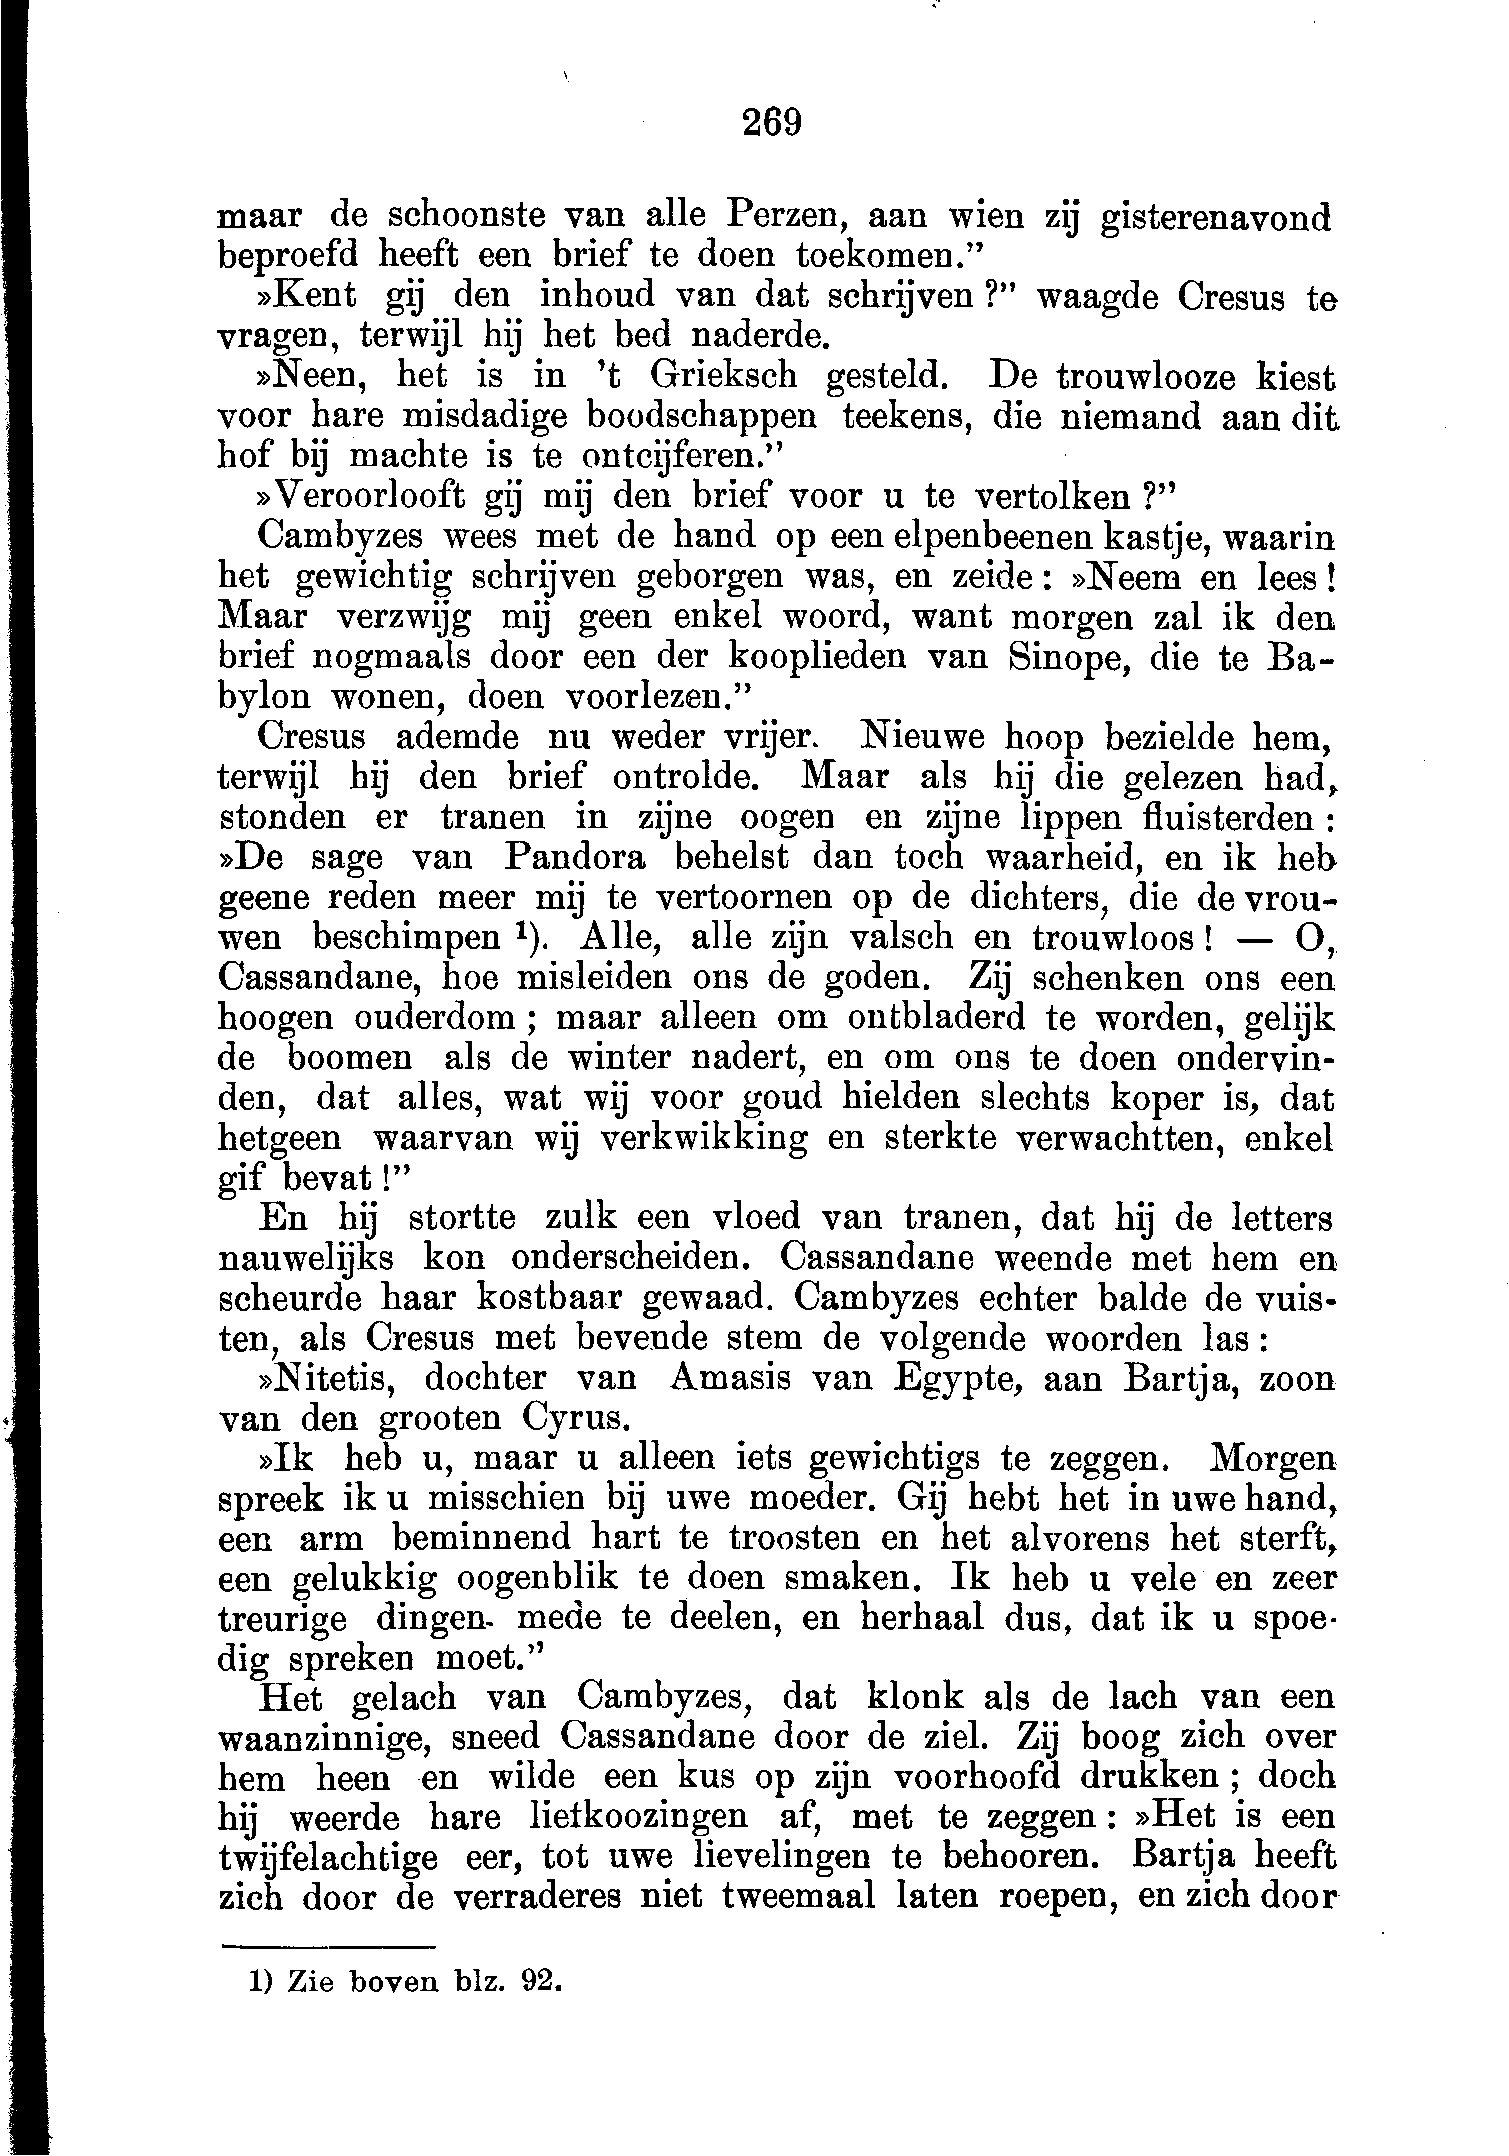 269
maar de schoonste van alle Perzen, aan wien zij gisterenavond
beproefd heeft een brief te doen toekomen.”
»Kent gij den inhoud van dat schrijven ?” waagde Cresus te
vragen, terwijl hij het bed naderde.
»Neen, het is in ’t Grieksch gesteld. De trouwlooze kiest
voor hare misdadige boodschappen teekens, die niemand aan dit
hof bij machte is te ontcijferen.”
»Veroorlooft gij mij den brief voor u te vertolken ?”
Cambyzes wees met de hand op een elpenbeenen kastje, waarin
het gewichtig schrijven geborgen was, en zeide : »Neem en lees !
Maar verzwijg mij geen enkel woord, want morgen zal ik den
brief nogmaals door een der kooplieden van Sinope, die te Ba-
bylon wonen, doen voorlezen.”
Cresus ademde nu weder vrijer. Nieuwe hoop bezielde hem,
terwijl hij den brief ontrolde. Maar als hij die gelezen had,
stonden er tranen in zijne oogen en zijne lippen fluisterden :
»De sage van Pandora behelst dan toch waarheid, en ik heb
geene reden meer mij te vertoornen op de dichters, die de vrou-
wen beschimpen ¹). Alle, alle zijn valsch en trouwloos ! — O,
Cassandane, hoe misleiden ons de goden. Zij schenken ons een
hoogen ouderdom ; maar alleen om ontbladerd te worden, gelijk
de boomen als de winter nadert, en om ons te doen ondervin-
den, dat alles, wat wij voor goud hielden slechts koper is, dat
hetgeen waarvan wij verkwikking en sterkte verwachtten, enkel
gif bevat !”
En hij stortte zulk een vloed van tranen, dat hij de letters
nauwelijks kon onderscheiden. Cassandane weende met hem en
scheurde haar kostbaar gewaad. Cambyzes echter balde de vuis-
ten, als Cresus met bevende stem de volgende woorden las :
»Nitetis, dochter van Amasis van Egypte, aan Bartja, zoon
van den grooten Cyrus.
»Ik heb u, maar u alleen iets gewichtigs te zeggen. Morgen
spreek ik u misschien bij uwe moeder. Gij hebt het in uwe hand,
een arm beminnend hart te troosten en het alvorens het sterft,
een gelukkig oogenblik te doen smaken. Ik heb u vele en zeer
treurige dingen. mede te deelen, en herhaal dus, dat ik u spoe-
dig spreken moet.”
Het gelach van Cambyzes, dat klonk als de lach van een
waanzinnige, sneed Cassandane door de ziel. Zij boog zich over
hem heen en wilde een kus op zijn voorhoofd drukken ; doch
hij weerde hare liefkoozingen af, met te zeggen : »Het is een
twijfelachtige eer, tot uwe lievelingen te behooren. Bartja heeft
zich door de verraderes niet tweemaal laten roepen, en zich door
1) Zie boven blz. 92.